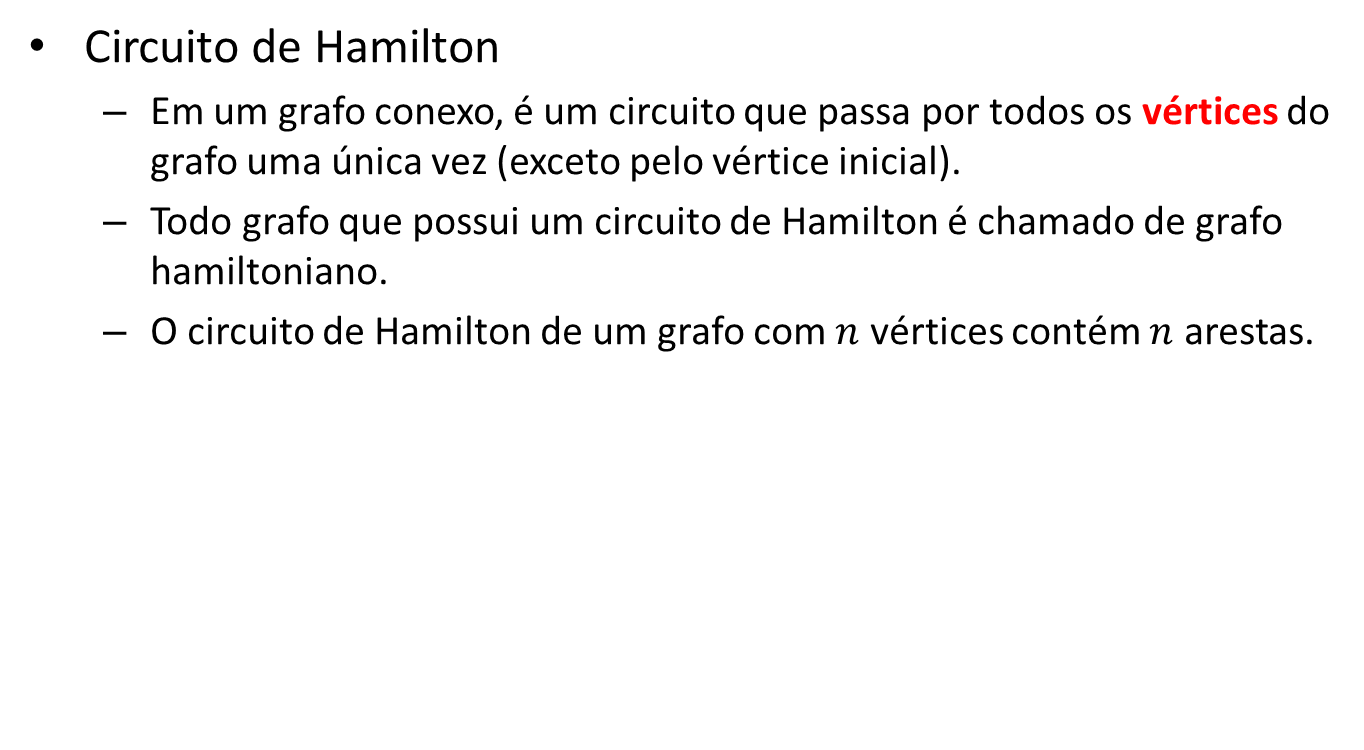 • Circuito de Hamilton
– Em um grafo conexo, é um circuito que passa por todos os vértices do
grafo uma única vez (exceto pelo vértice inicial).
– Todo grafo que possui um circuito de Hamilton é chamado de grafo
hamiltoniano.
– O circuito de Hamilton de um grafo com 𝑛 vértices contém 𝑛 arestas.